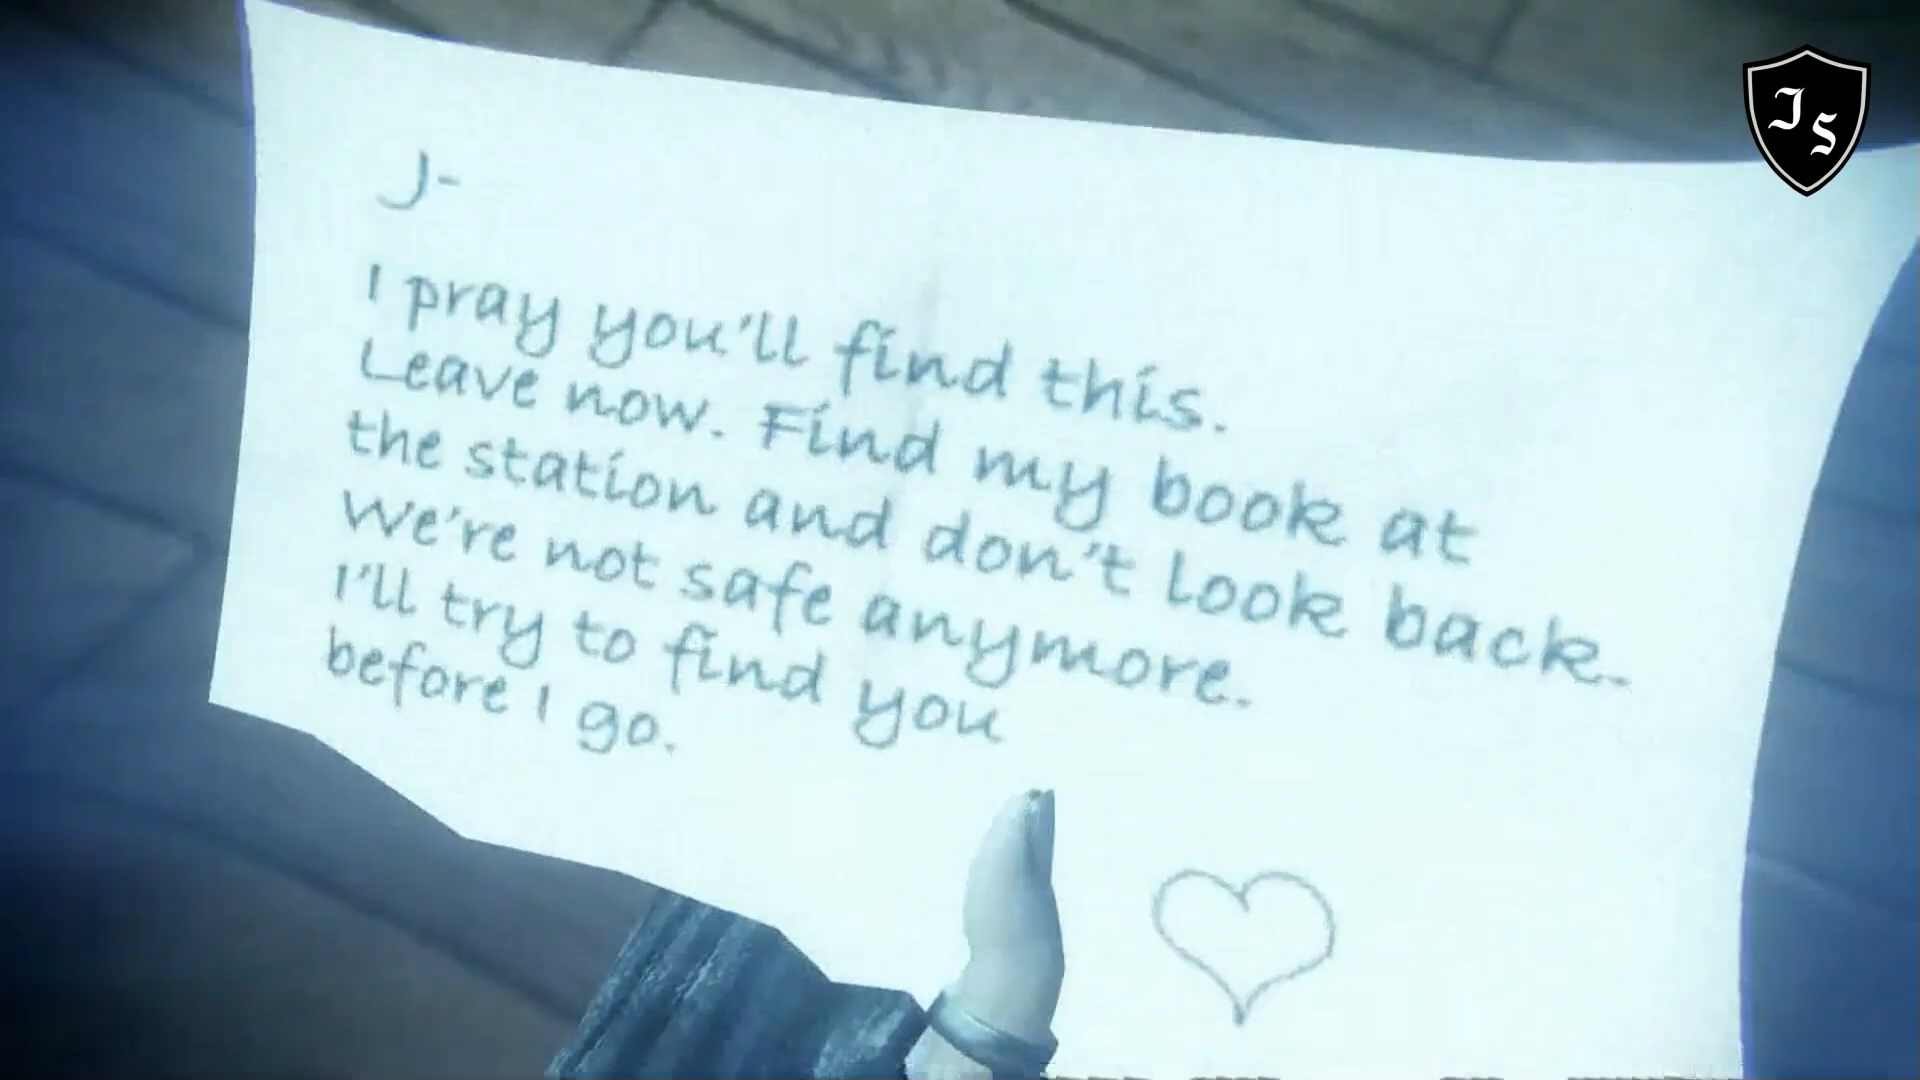 J-
I pray you'll find this.
Leave now. Find my book at
the station and don't look back.
We're not safe anymore.
I'll try to find you
before I go.
J S